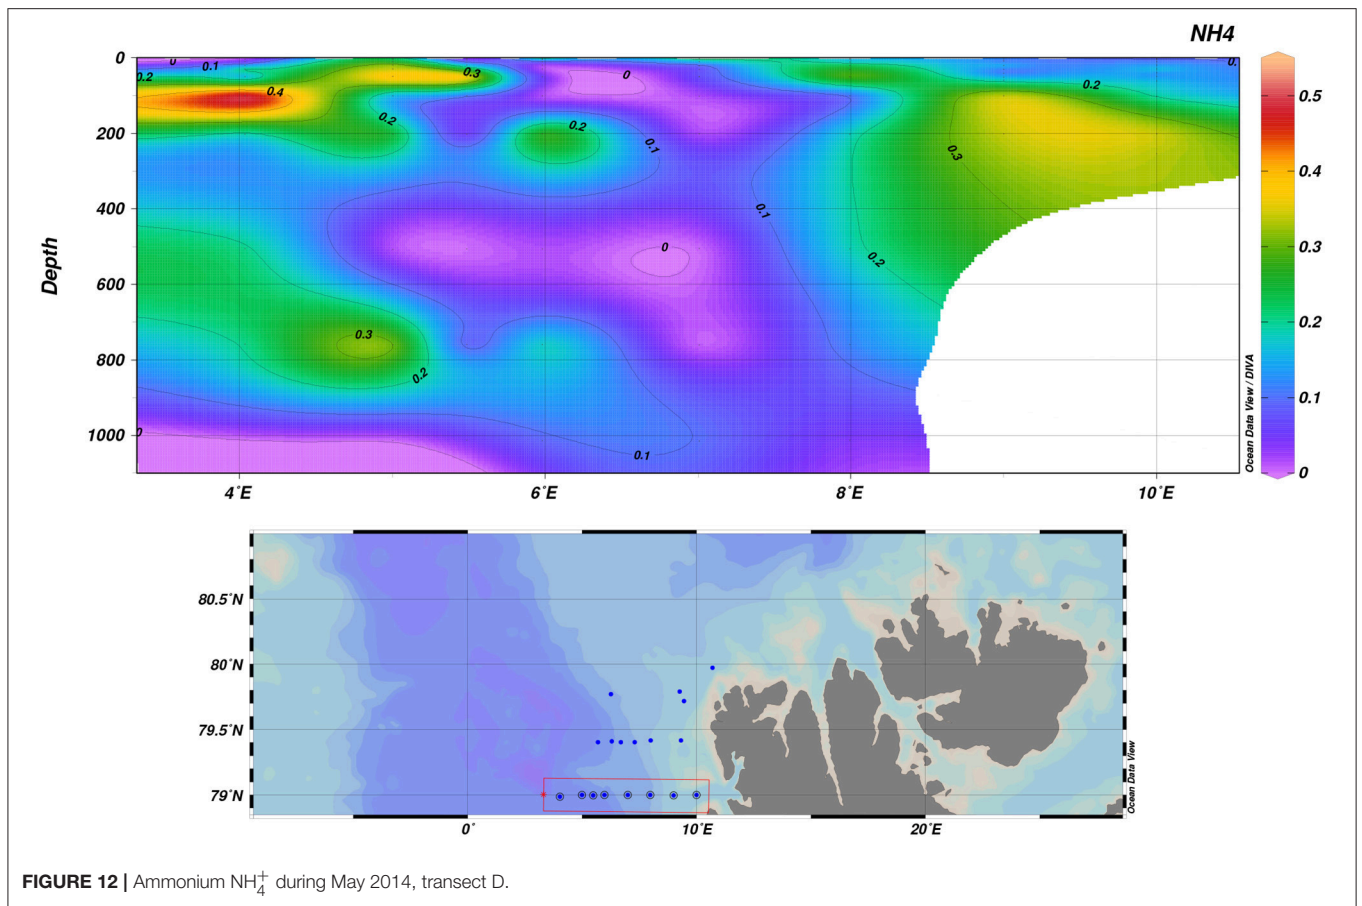 NH4
0
200
400
600
800
1000
Depth
0
0.1
0.2
0.4
0.3
0.2
0.2
0
0.1
0.1
0.2
0.3
0.2
0
0.3
0.2
0
0.1
0.5
0.4
0.3
0.2
0.1
0
Ocean Data View / DIVA
4°E
6°E
8°E
10°E
80.5°N
80°N
79.5°N
79°N
0°
10°E
20°E
Ocean Data View
FIGURE 12 | Ammonium NH₄⁺ during May 2014, transect D.